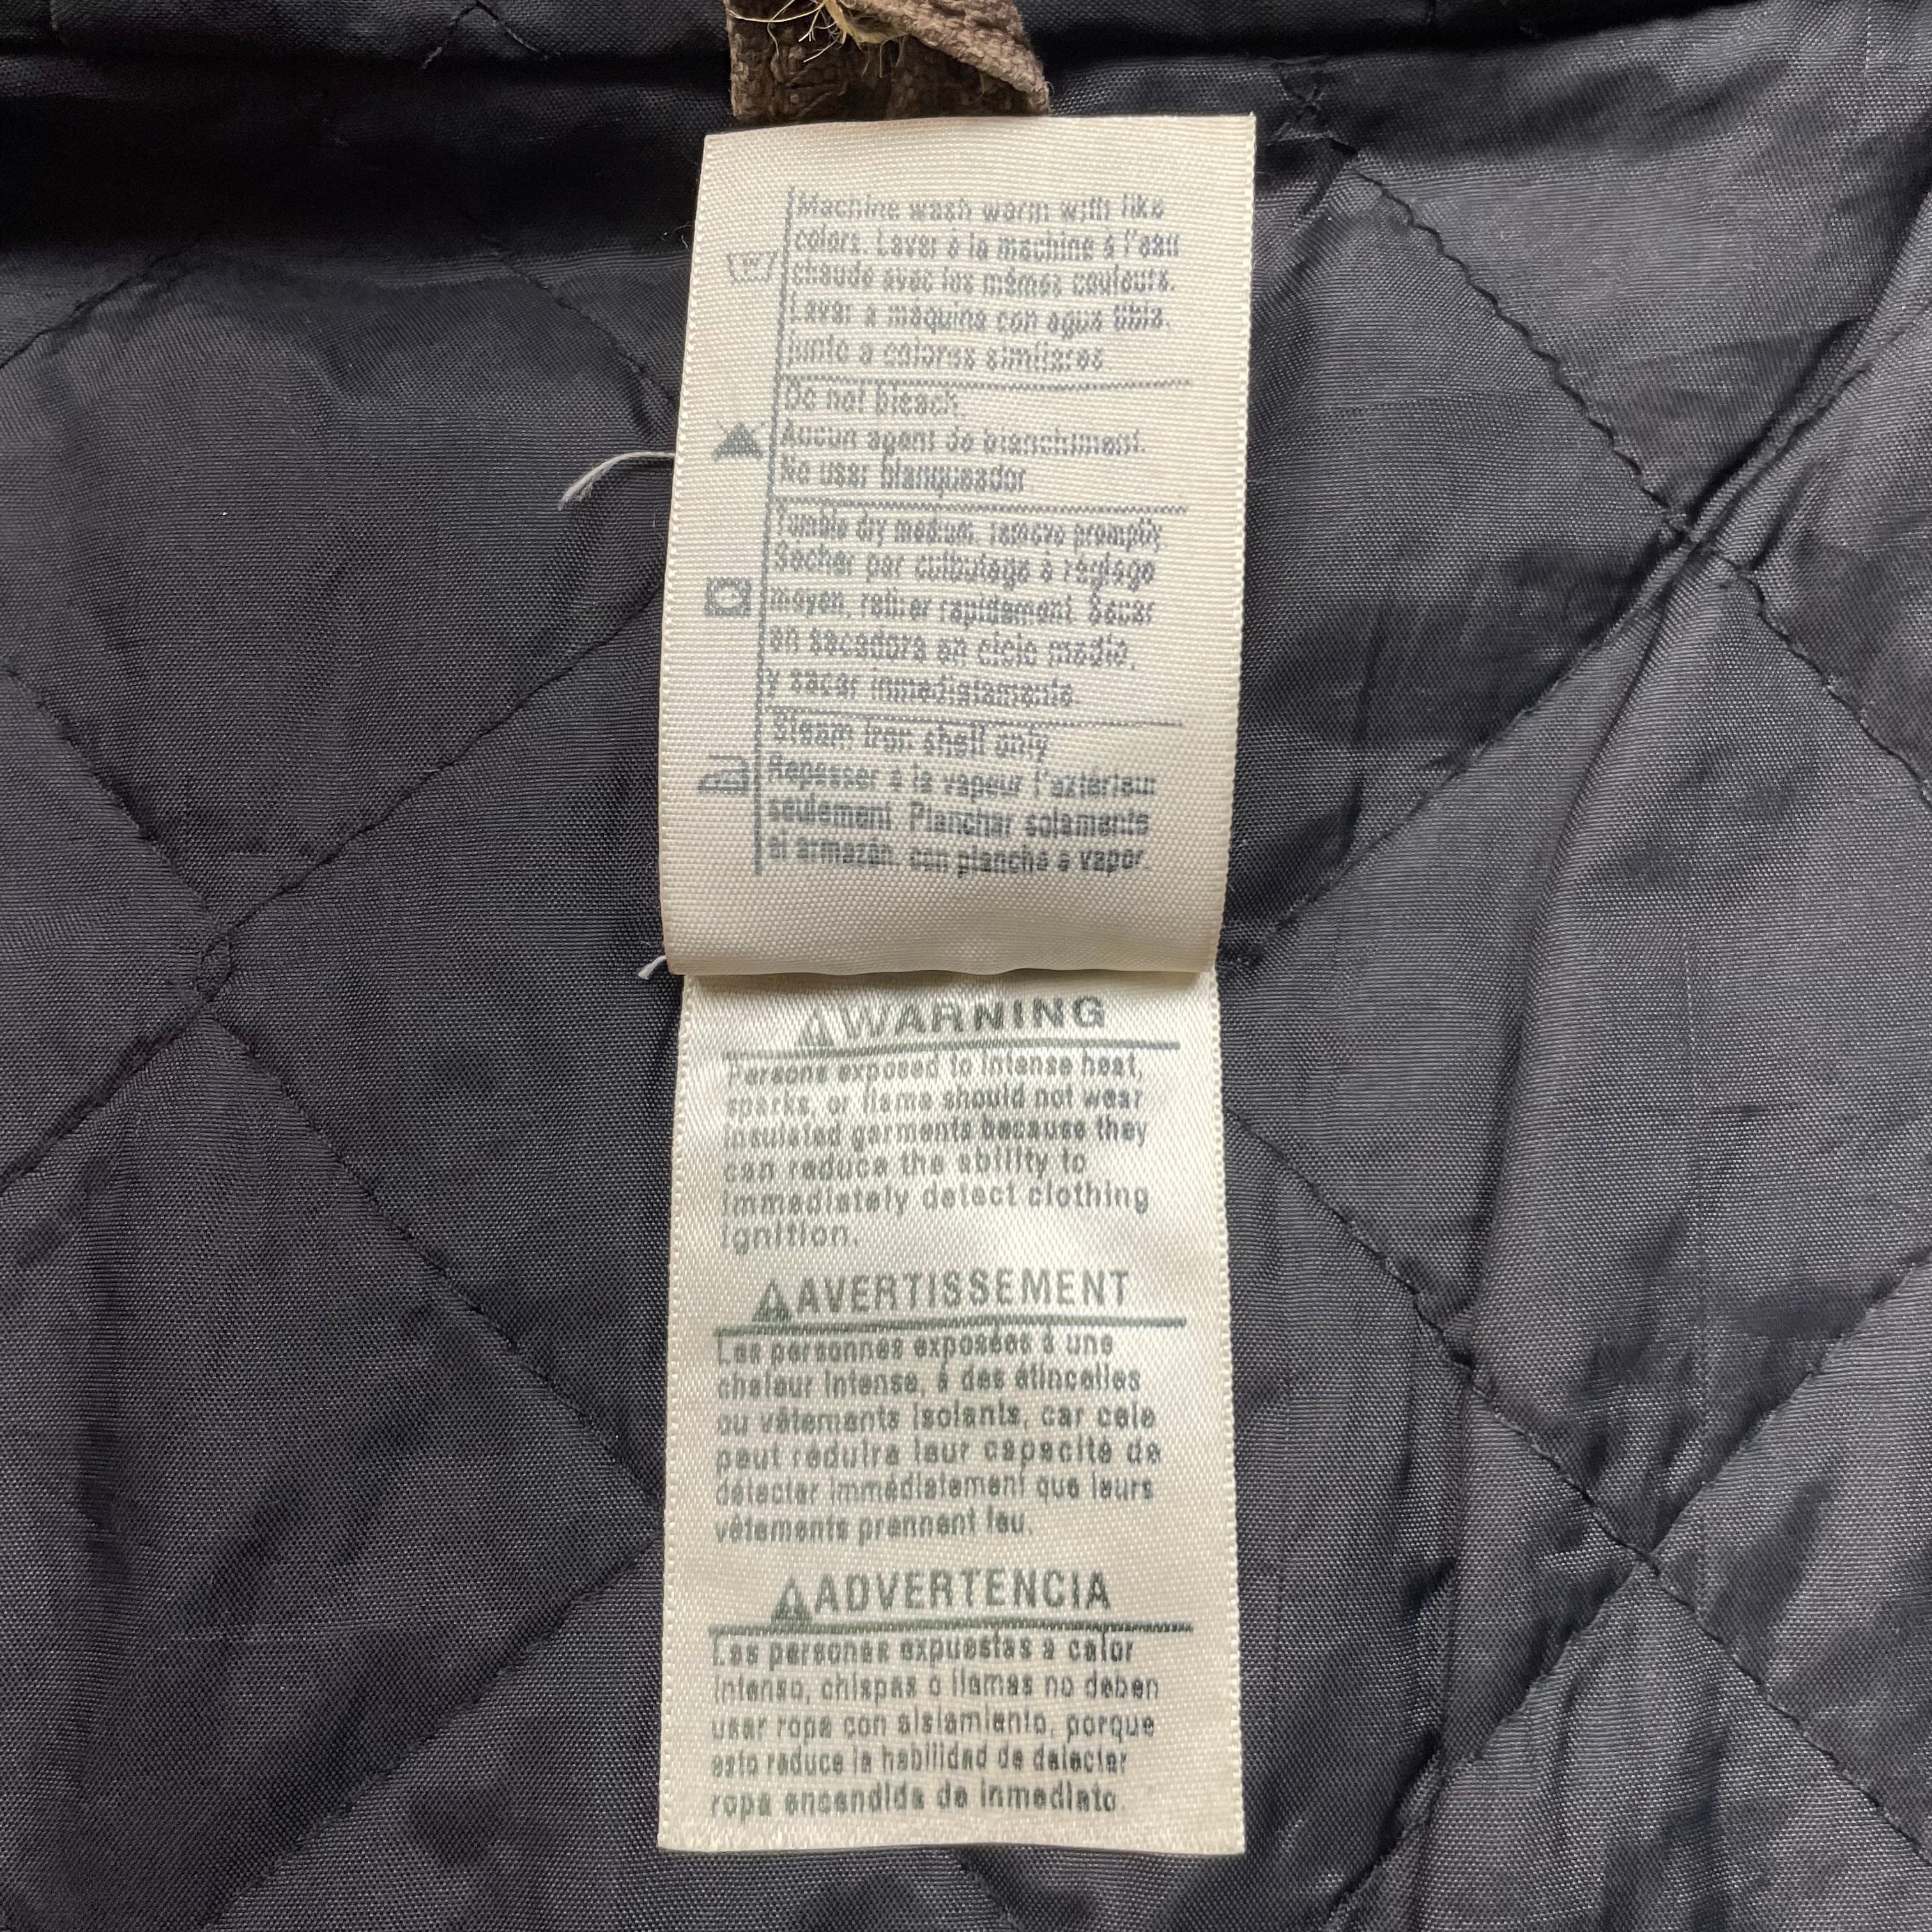 Machine wash warm with like
colors. Laver à la machine à l'eau
chaude avec les mêmes couleurs.
Lavar a máquina con agua tibia,
junto a colores similares
Do not bleach.
Aucun agent de blanchiment.
No usar blanqueador
Tumble dry medium, remove promptly
Sécher par culbutage à réglage
moyen, retirer rapidement. Secar
en secadora en ciclo medio,
y sacar inmediatamente.
Steam iron shell only
Repasser à la vapeur l'extérieur
seulement. Planchar solamente
el armazón, con plancha a vapor.
WARNING
Persons exposed to intense heat,
sparks, or flame should not wear
insulated garments because they
can reduce the ability to
immediately detect clothing
ignition.
AVERTISSEMENT
Les personnes exposées à une
chaleur intense, à des étincelles
ou vêtements isolants, car cela
peut réduire leur capacité de
détecter immédiatement que leurs
vêtements prennent feu.
ADVERTENCIA
Las personas expuestas a calor
intenso, chispas o llamas no deben
usar ropa con aislamiento, porque
esto reduce la habilidad de detectar
ropa encendida de inmediato.